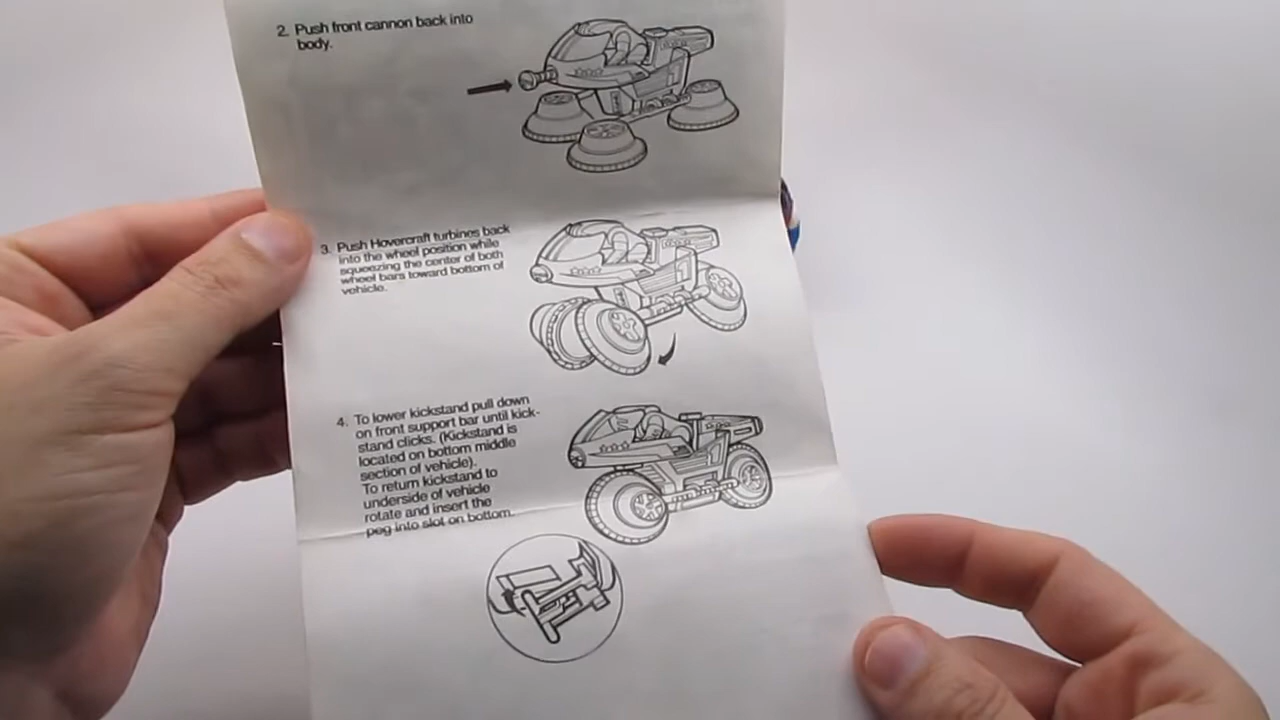 2. Push front cannon back into
body.
3. Push Hovercraft turbines back
into the wheel position while
squeezing the center of both
wheel bars toward bottom of
vehicle.
4. To lower kickstand pull down
on front support bar until kick-
stand clicks. (Kickstand is
located on bottom middle
section of vehicle).
To return kickstand to
underside of vehicle
rotate and insert the
peg into slot on bottom.